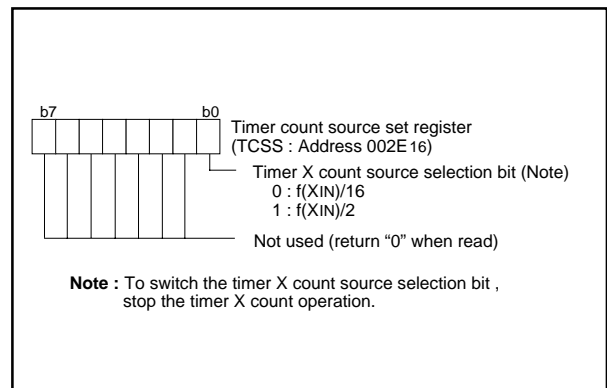 b7 b0
Timer count source set register
(TCSS : Address 002E16)
Timer X count source selection bit (Note)
0 : f(XIN)/16
1 : f(XIN)/2
Not used (return “0” when read)
Note : To switch the timer X count source selection bit ,
stop the timer X count operation.